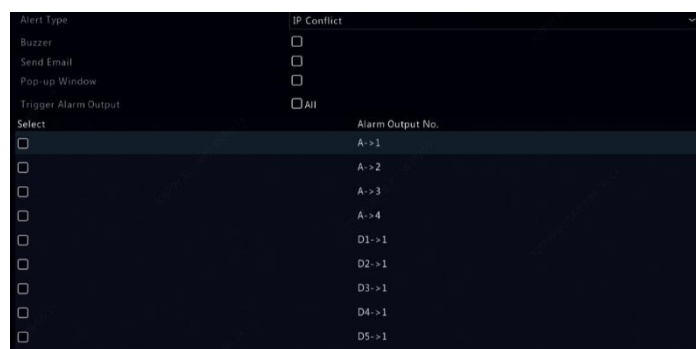 Alert Type IP Conflict
Buzzer
Send Email
Pop-up Window
Trigger Alarm Output All
Select Alarm Output No.
A->1
A->2
A->3
A->4
D1->1
D2->1
D3->1
D4->1
D5->1